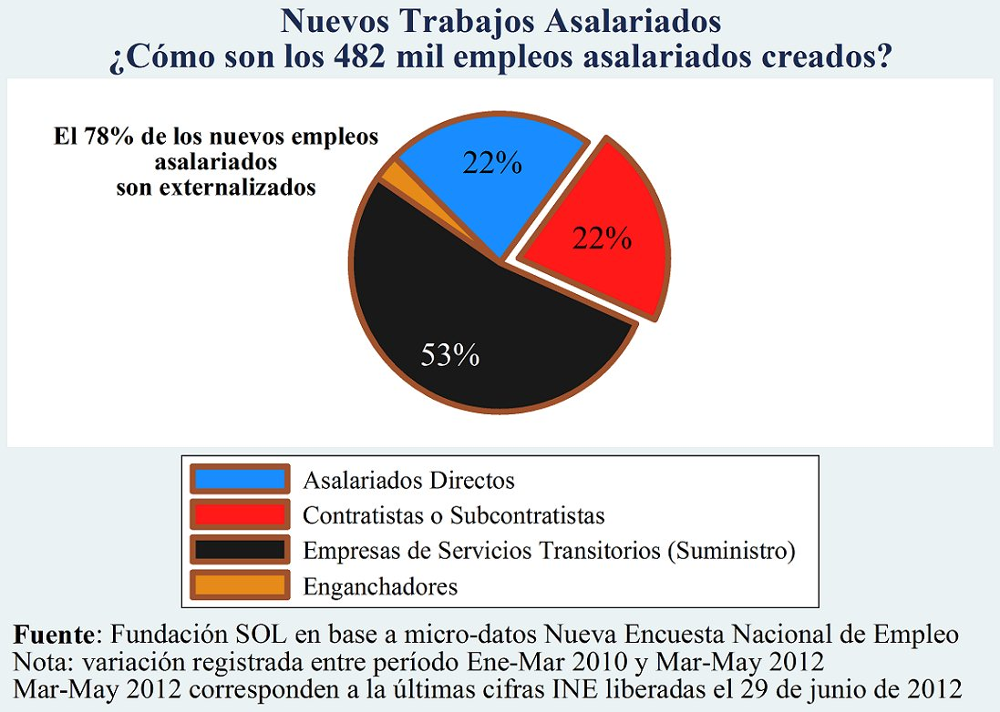 Nuevos Trabajos Asalariados
¿Cómo son los 482 mil empleos asalariados creados?
El 78% de los nuevos empleos
asalariados
son externalizados
22%
22%
53%
Asalariados Directos
Contratistas o Subcontratistas
Empresas de Servicios Transitorios (Suministro)
Enganchadores
Fuente: Fundación SOL en base a micro-datos Nueva Encuesta Nacional de Empleo
Nota: variación registrada entre período Ene-Mar 2010 y Mar-May 2012
Mar-May 2012 corresponden a la últimas cifras INE liberadas el 29 de junio de 2012